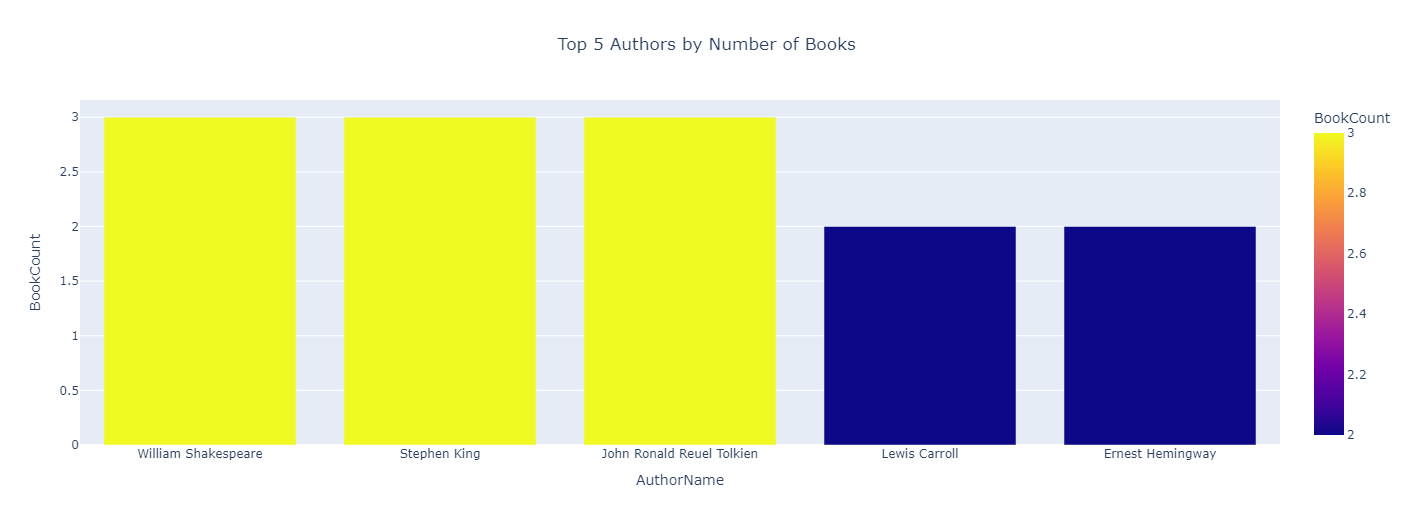 Top 5 Authors by Number of Books
BookCount
3
2.5
2
1.5
1
0.5
0
William Shakespeare
Stephen King
John Ronald Reuel Tolkien
Lewis Carroll
Ernest Hemingway
AuthorName
BookCount
3
2.8
2.6
2.4
2.2
2